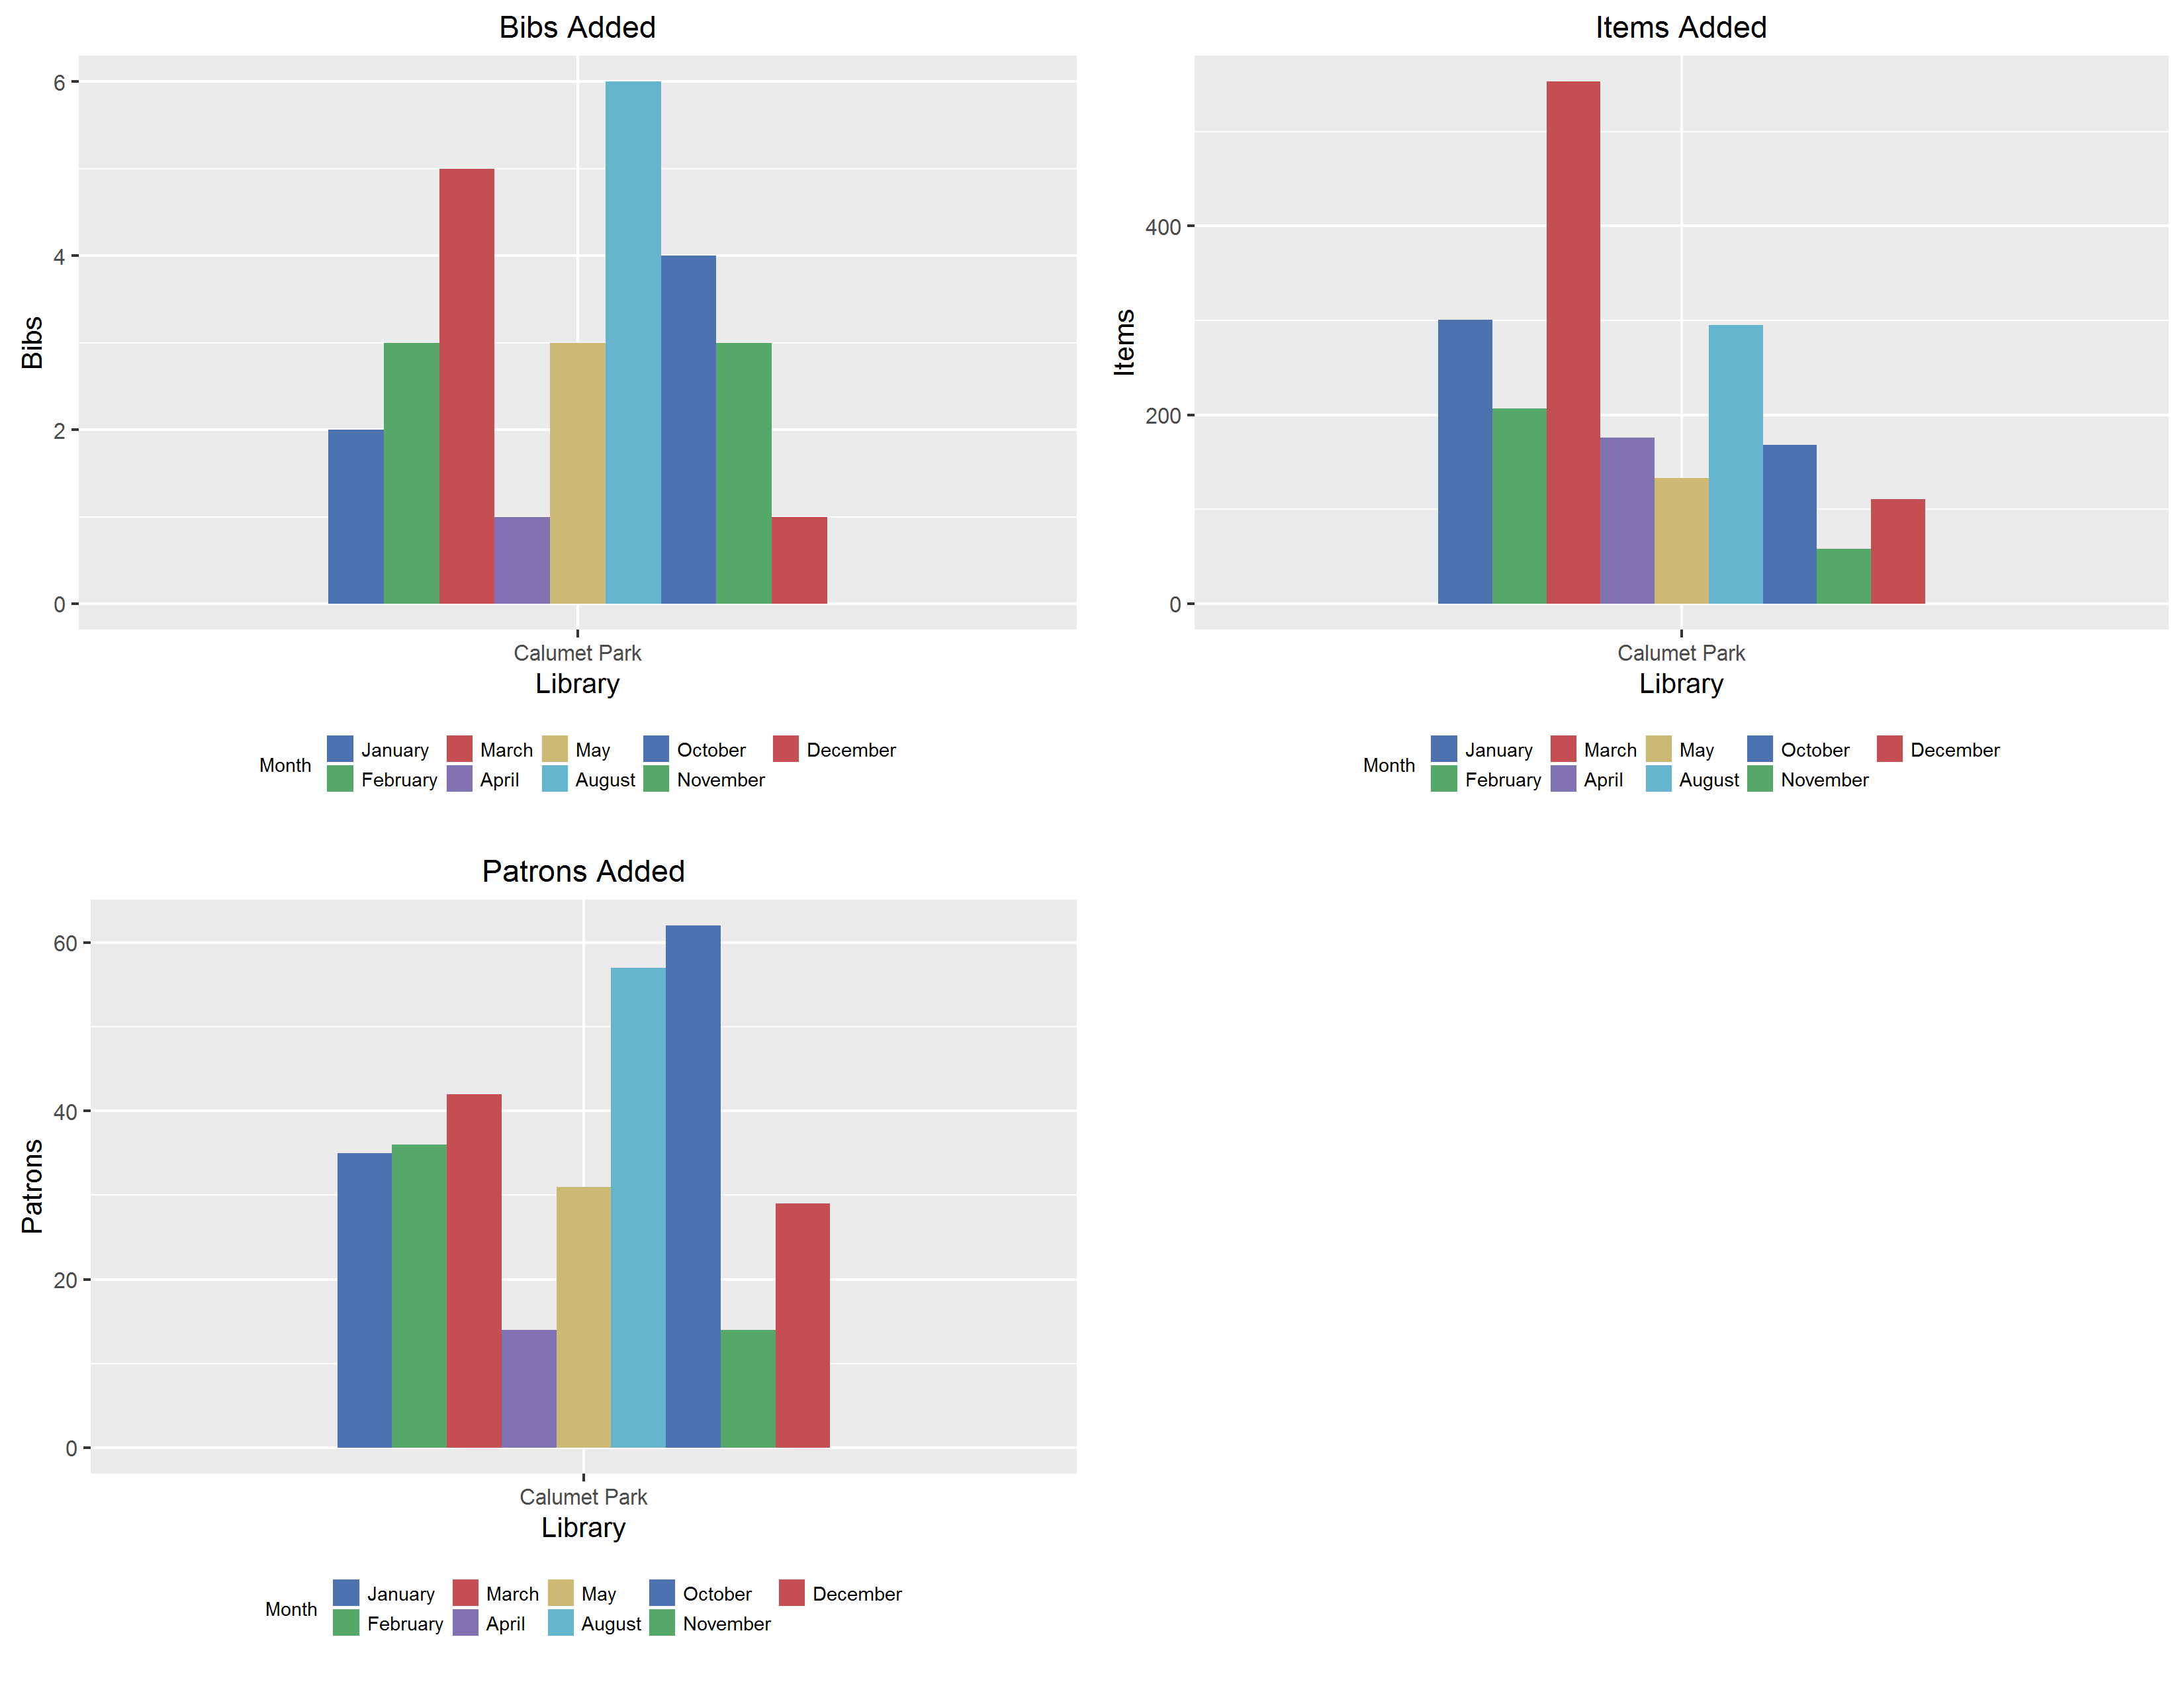 Bibs Added
6
4
2
0
Bibs
Calumet Park
Library
Month
January March May October December
February April August November
Items Added
400
200
0
Items
Calumet Park
Library
Month
January March May October December
February April August November
Patrons Added
60
40
20
0
Patrons
Calumet Park
Library
Month
January March May October December
February April August November